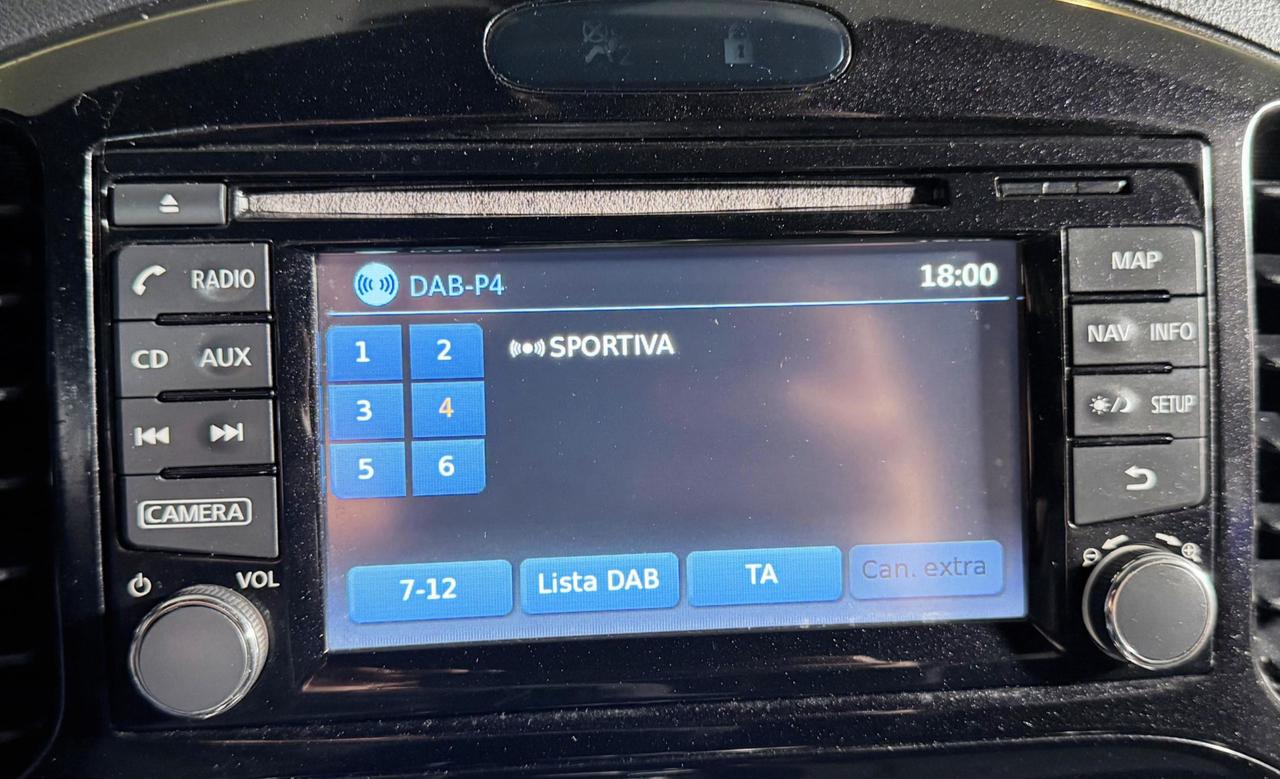 2
RADIO
CD AUX
CAMERA
VOL
DAB-P4 18:00
1 2
3 4
5 6
SPORTIVA
7-12 Lista DAB TA Can. extra
MAP
NAV INFO
SETUP